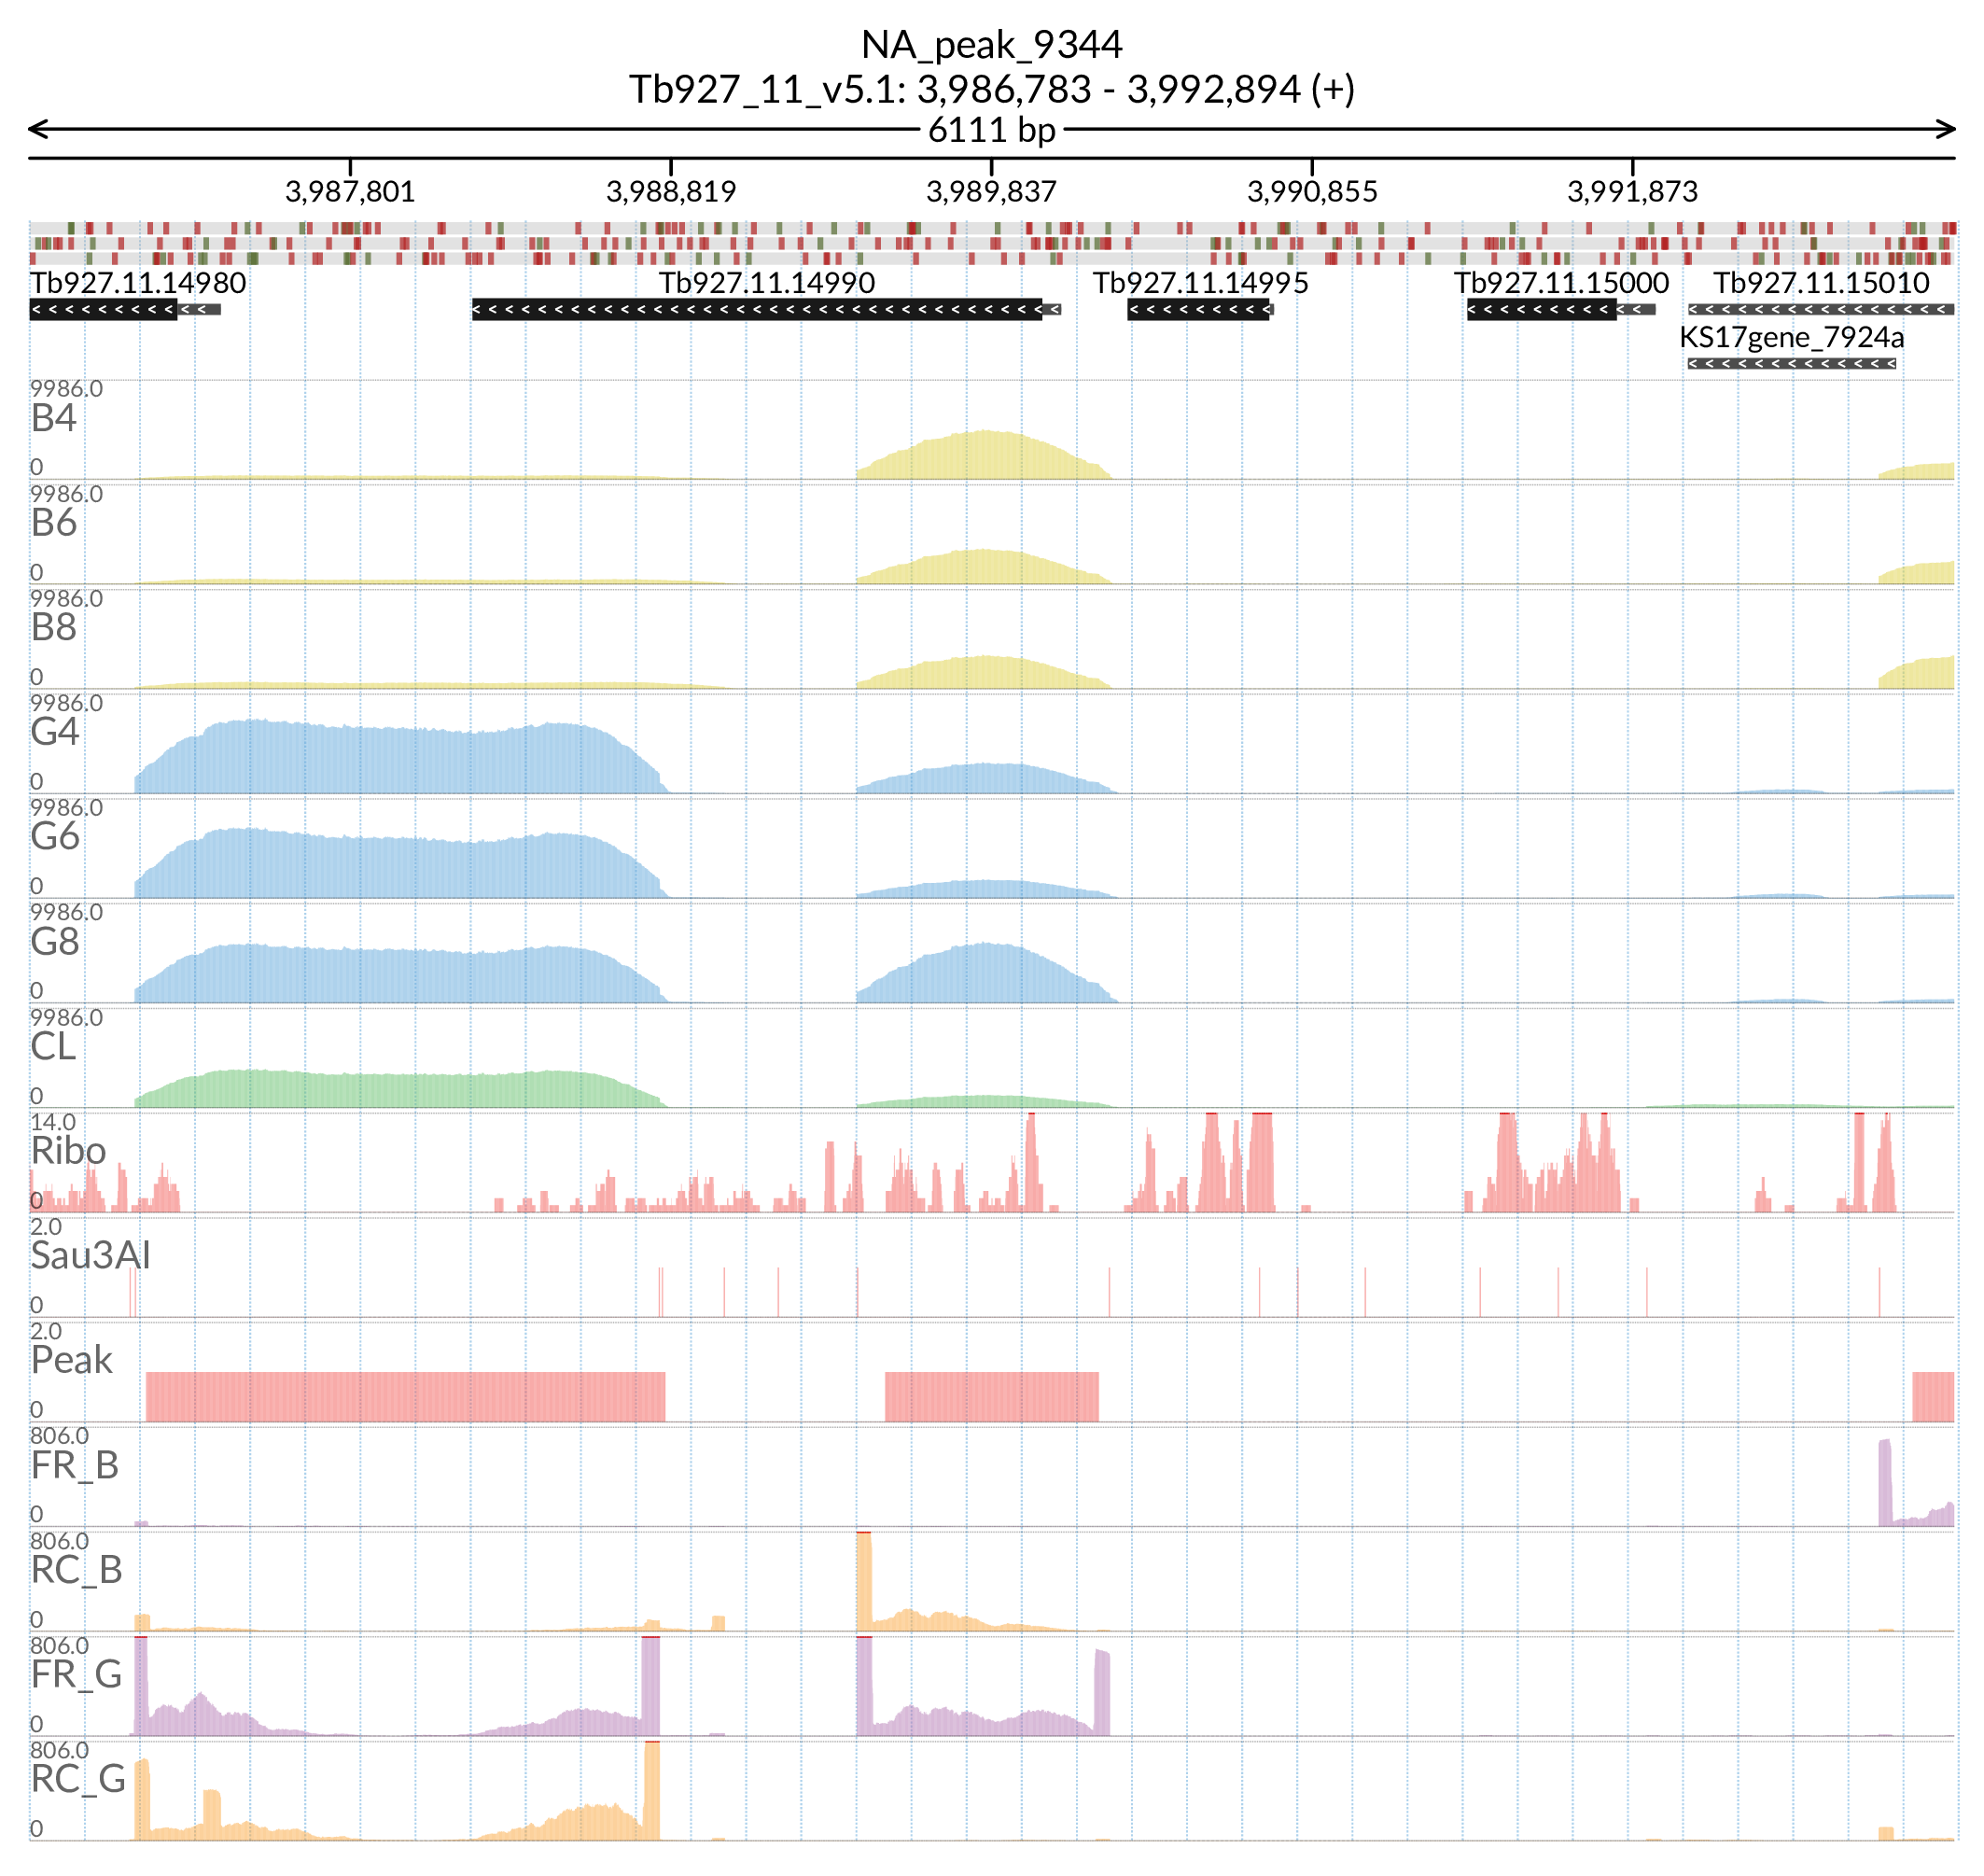 NA_peak_9344
Tb927_11_v5.1: 3,986,783 - 3,992,894 (+)
6111 bp
3,987,801 3,988,819 3,989,837 3,990,855 3,991,873
Tb927.11.14980 Tb927.11.14990 Tb927.11.14995 Tb927.11.15000 Tb927.11.15010
KS17gene_7924a
9986.0
B4
0
9986.0
B6
0
9986.0
B8
0
9986.0
G4
0
9986.0
G6
0
9986.0
G8
0
9986.0
CL
0
14.0
Ribo
0
2.0
Sau3AI
0
2.0
Peak
0
806.0
FR_B
0
806.0
RC_B
0
806.0
FR_G
0
806.0
RC_G
0